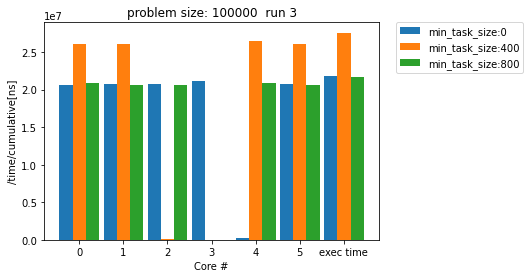 problem size: 100000  run 3
1e7
min_task_size:0
min_task_size:400
min_task_size:800
/time/cumulative[ns]
2.5
2.0
1.5
1.0
0.5
0.0
0 1 2 3 4 5 exec time
Core #